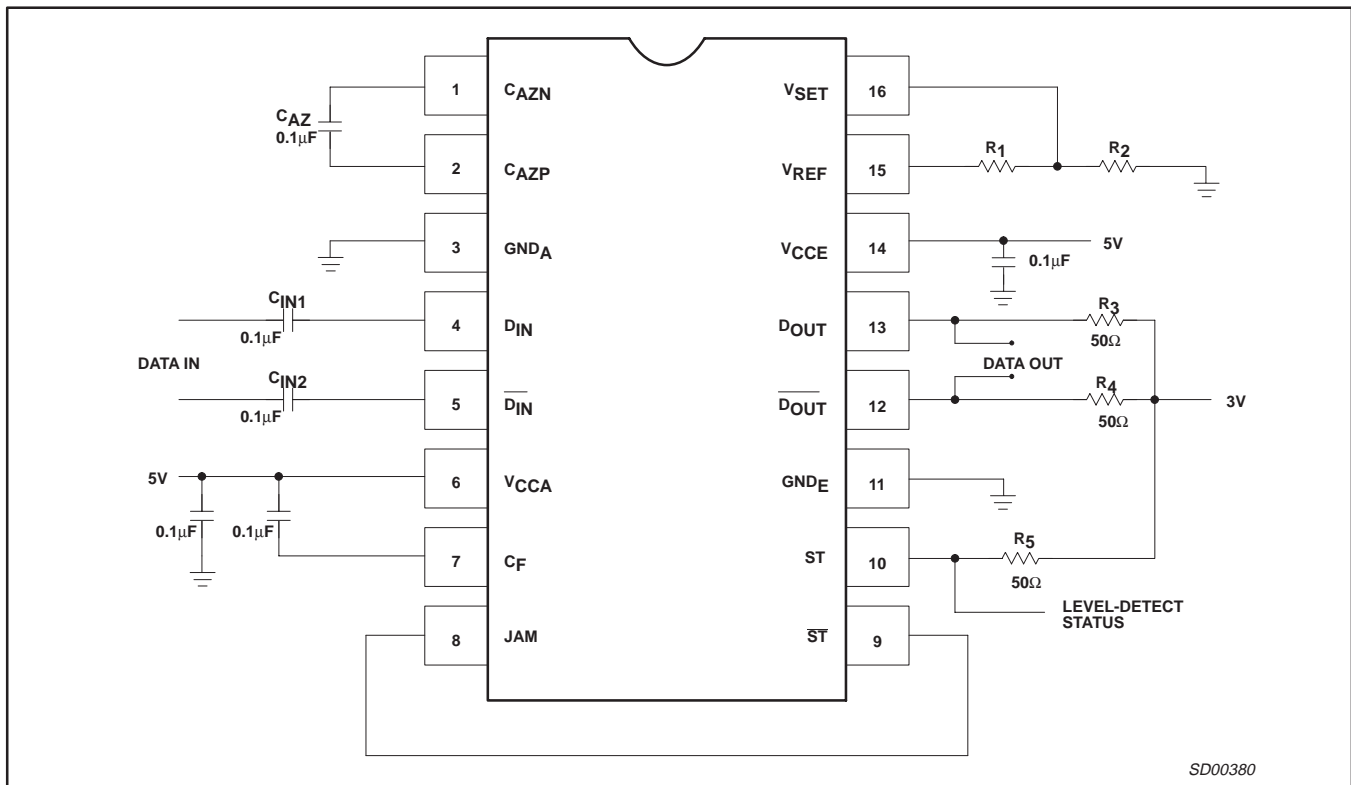 1 CAZN
CAZ
0.1µF
2 CAZP
3 GNDA
CIN1
0.1µF
4 DIN
DATA IN
CIN2
0.1µF
5 D̅I̅N̅
5V
6 VCCA
0.1µF 0.1µF
7 CF
8 JAM
VSET 16
R1 R2
VREF 15
VCCE 14
5V
0.1µF
DOUT 13
R3
50Ω
DATA OUT
D̅O̅U̅T̅ 12
R4
50Ω
3V
GNDE 11
ST 10
R5
50Ω
LEVEL-DETECT
STATUS
S̅T̅ 9
SD00380